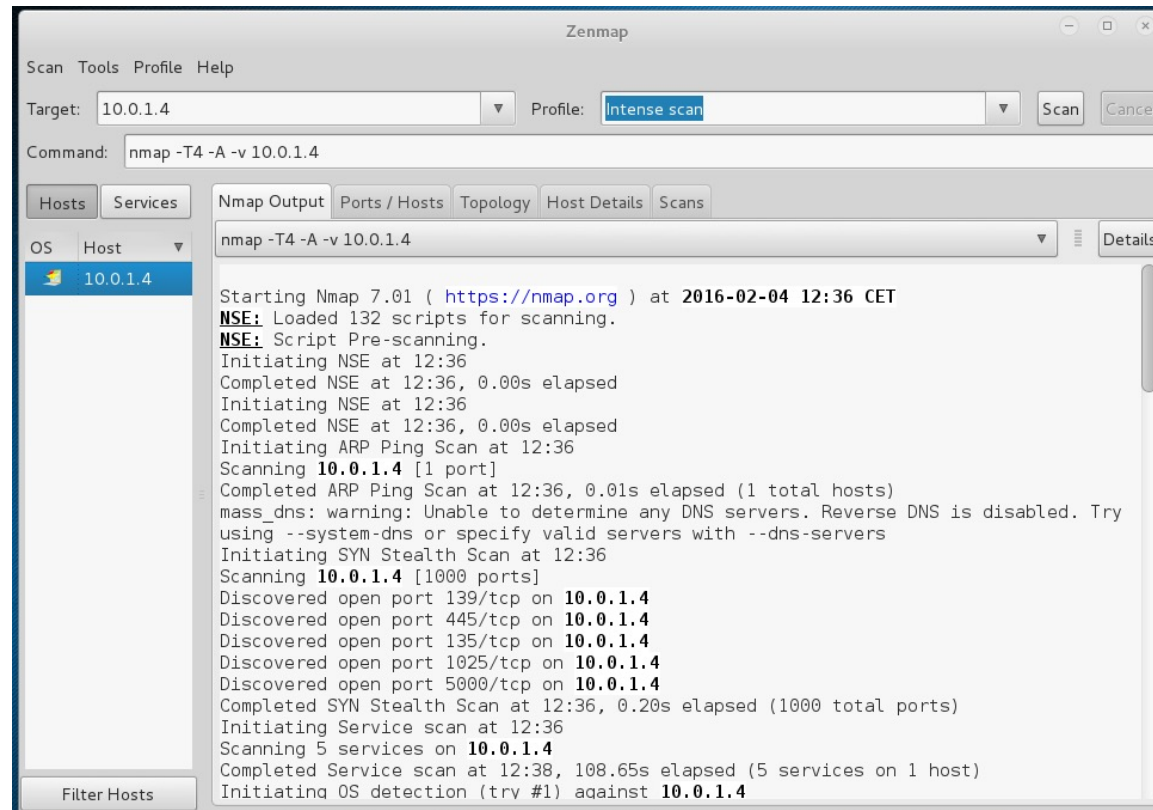 Zenmap
Scan Tools Profile Help
Target: 10.0.1.4 Profile: Intense scan Scan Cance
Command: nmap -T4 -A -v 10.0.1.4
Hosts Services Nmap Output Ports / Hosts Topology Host Details Scans
OS Host nmap -T4 -A -v 10.0.1.4 Details
10.0.1.4
Starting Nmap 7.01 ( https://nmap.org ) at 2016-02-04 12:36 CET
NSE: Loaded 132 scripts for scanning.
NSE: Script Pre-scanning.
Initiating NSE at 12:36
Completed NSE at 12:36, 0.00s elapsed
Initiating NSE at 12:36
Completed NSE at 12:36, 0.00s elapsed
Initiating ARP Ping Scan at 12:36
Scanning 10.0.1.4 [1 port]
Completed ARP Ping Scan at 12:36, 0.01s elapsed (1 total hosts)
mass_dns: warning: Unable to determine any DNS servers. Reverse DNS is disabled. Try
using --system-dns or specify valid servers with --dns-servers
Initiating SYN Stealth Scan at 12:36
Scanning 10.0.1.4 [1000 ports]
Discovered open port 139/tcp on 10.0.1.4
Discovered open port 445/tcp on 10.0.1.4
Discovered open port 135/tcp on 10.0.1.4
Discovered open port 1025/tcp on 10.0.1.4
Discovered open port 5000/tcp on 10.0.1.4
Completed SYN Stealth Scan at 12:36, 0.20s elapsed (1000 total ports)
Initiating Service scan at 12:36
Scanning 5 services on 10.0.1.4
Completed Service scan at 12:38, 108.65s elapsed (5 services on 1 host)
Initiating OS detection (try #1) against 10.0.1.4
Filter Hosts